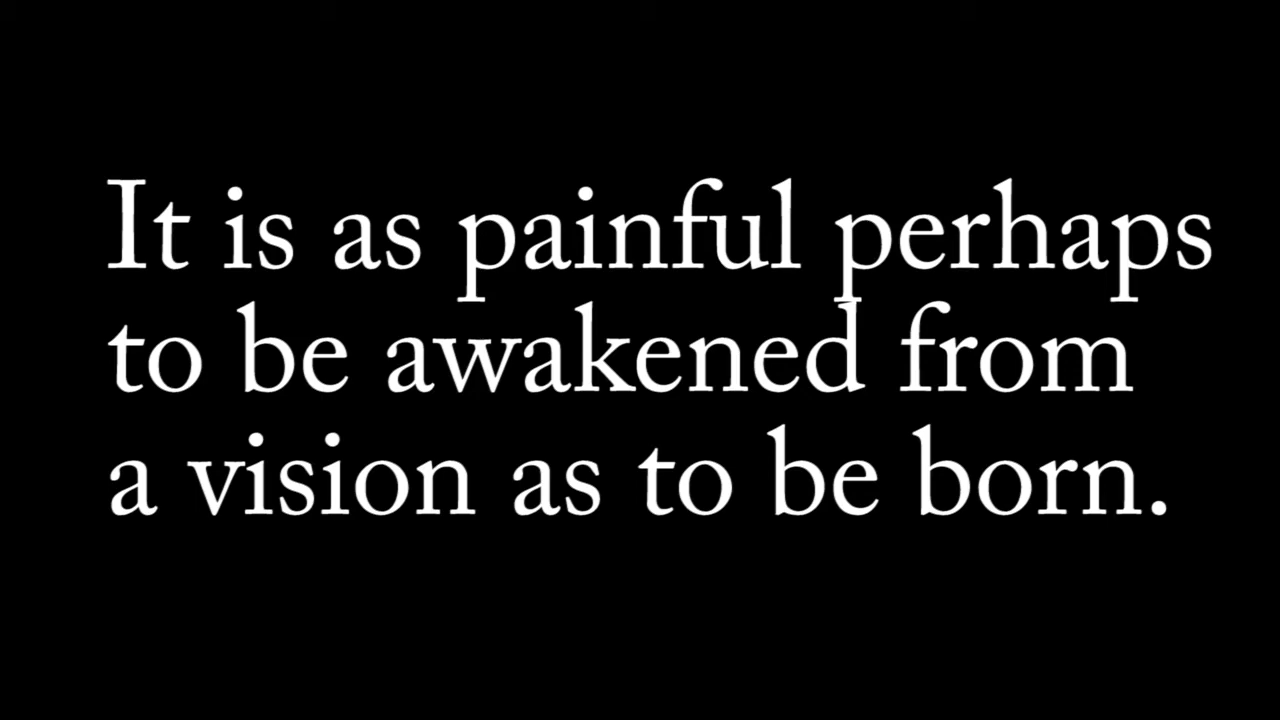 It is as painful perhaps
to be awakened from
a vision as to be born.